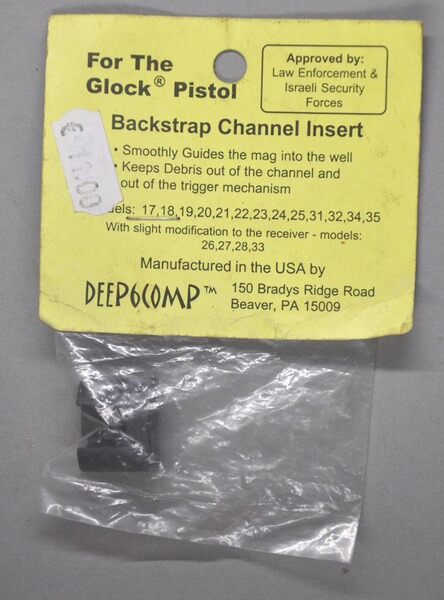 For The
Glock® Pistol
Approved by:
Law Enforcement &
Israeli Security
Forces
Backstrap Channel Insert
• Smoothly Guides the mag into the well
• Keeps Debris out of the channel and
out of the trigger mechanism
dels: 17,18,19,20,21,22,23,24,25,31,32,34,35
With slight modification to the receiver - models:
26,27,28,33
Manufactured in the USA by
DEEP6COMP™
150 Bradys Ridge Road
Beaver, PA 15009